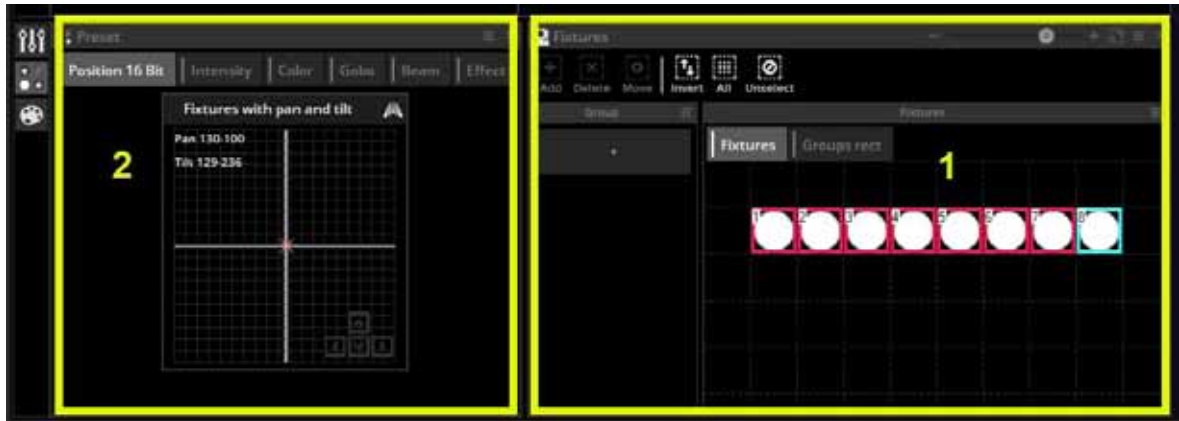 Preset
Position 16 Bit Intensity Color Gobo Beam Effect
Fixtures with pan and tilt
Pan 130-100
Tilt 129-236
2
Fixtures
Add Delete Move Invert All Unselect
Group
Fixtures
Fixtures Groups rect
1
1 2 3 4 5 6 7 8